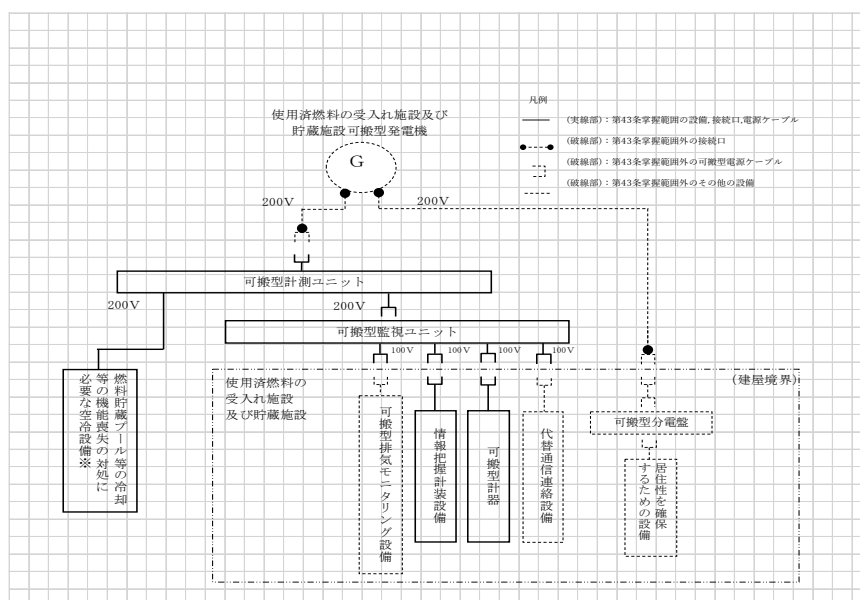 使用済燃料の受入れ施設及び
貯蔵施設可搬型発電機
G
凡例
(実線部)：第43条掌握範囲の設備、接続口、電源ケーブル
(破線部)：第43条掌握範囲外の接続口
(破線部)：第43条掌握範囲外の可搬型電源ケーブル
(破線部)：第43条掌握範囲外のその他の設備
200V
200V
可搬型計測ユニット
200V
200V
可搬型監視ユニット
100V
100V
100V
100V
(建屋境界)
使用済燃料の
受入れ施設
及び貯蔵施設
燃料貯蔵プール等の冷却
等の機能喪失の対処に
必要な空冷設備※
可搬型排気モニタリング設備
情報把握計装設備
可搬型計器
代替通信連絡設備
可搬型分電盤
居住性を確保
するための設備